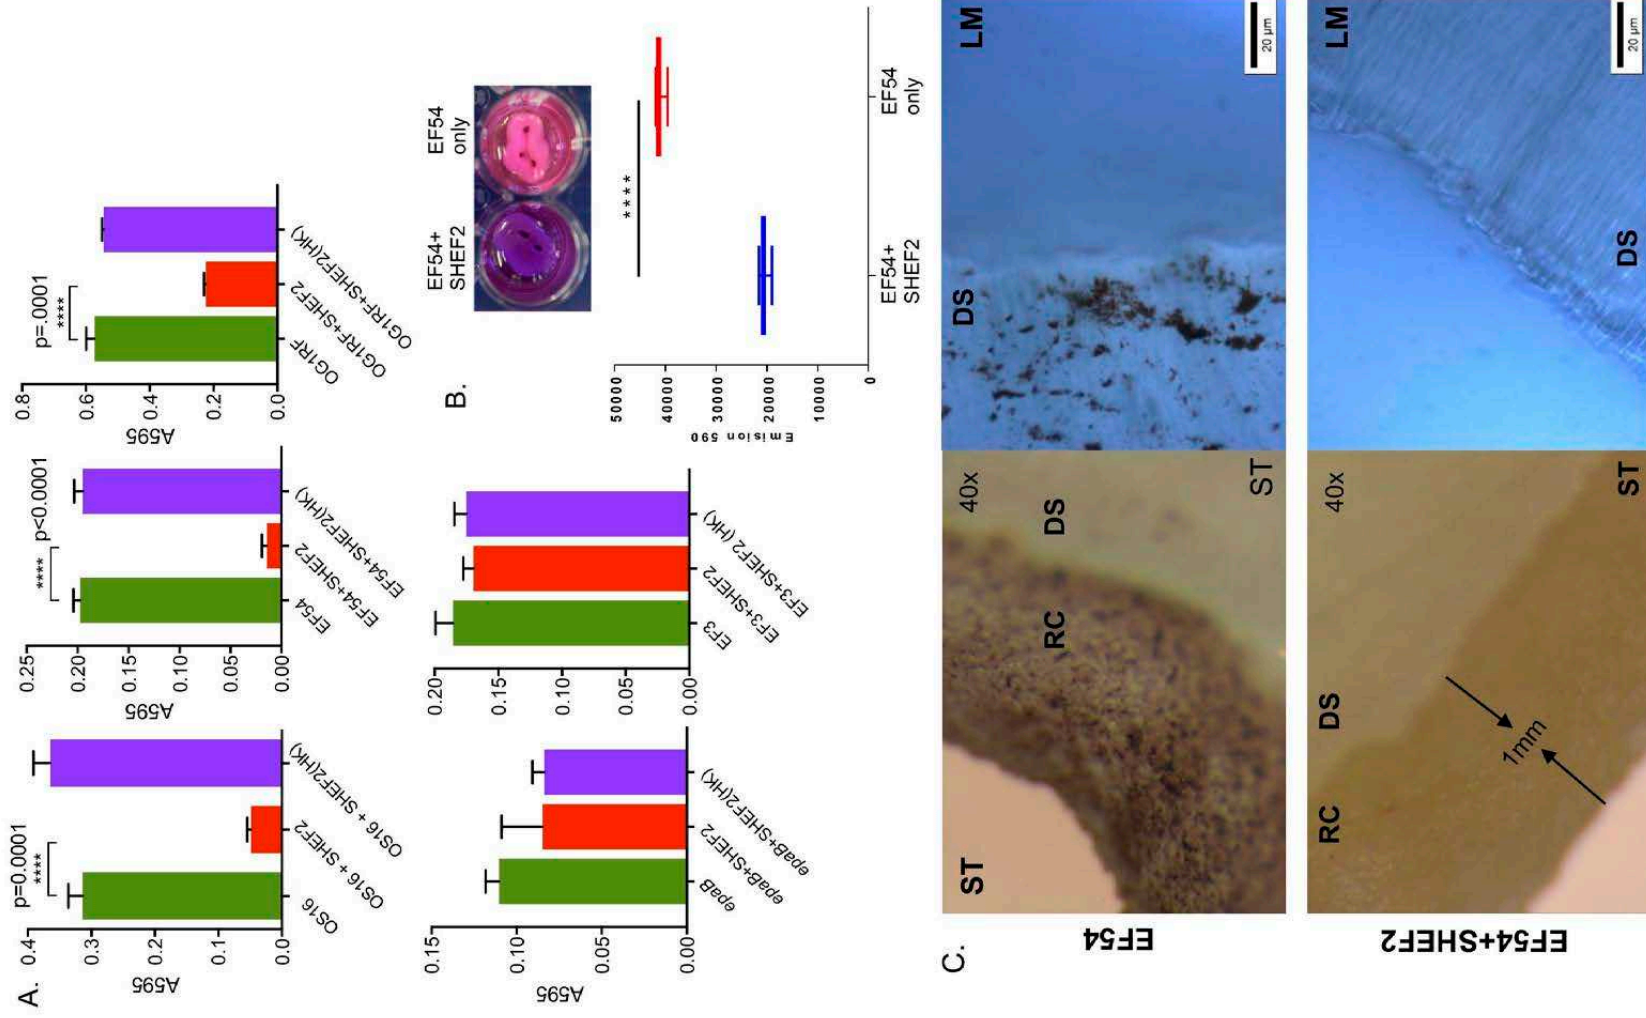 A.
p=0.0001
****
0.4
0.3
0.2
0.1
0.0
A595
OS16
OS16 + SHEF2
OS16 + SHEF2(HK)
p<0.0001
****
0.25
0.20
0.15
0.10
0.05
0.00
A595
EF54
EF54+SHEF2
EF54+SHEF2(HK)
p=.0001
****
0.8
0.6
0.4
0.2
0.0
A595
OG1RF
OG1RF+SHEF2
OG1RF+SHEF2(HK)
0.15
0.10
0.05
0.00
A595
epaB
epaB+SHEF2
epaB+SHEF2(HK)
0.20
0.15
0.10
0.05
0.00
EF3
EF3+SHEF2
EF3+SHEF2 (HK)
B.
EF54+
SHEF2
EF54
only
****
50000
40000
30000
20000
10000
0
Emision 590
EF54+
SHEF2
EF54
only
C.
EF54
ST
RC
DS
40x
ST
DS
LM
20 µm
EF54+SHEF2
RC
DS
40x
1mm
ST
LM
DS
20 µm